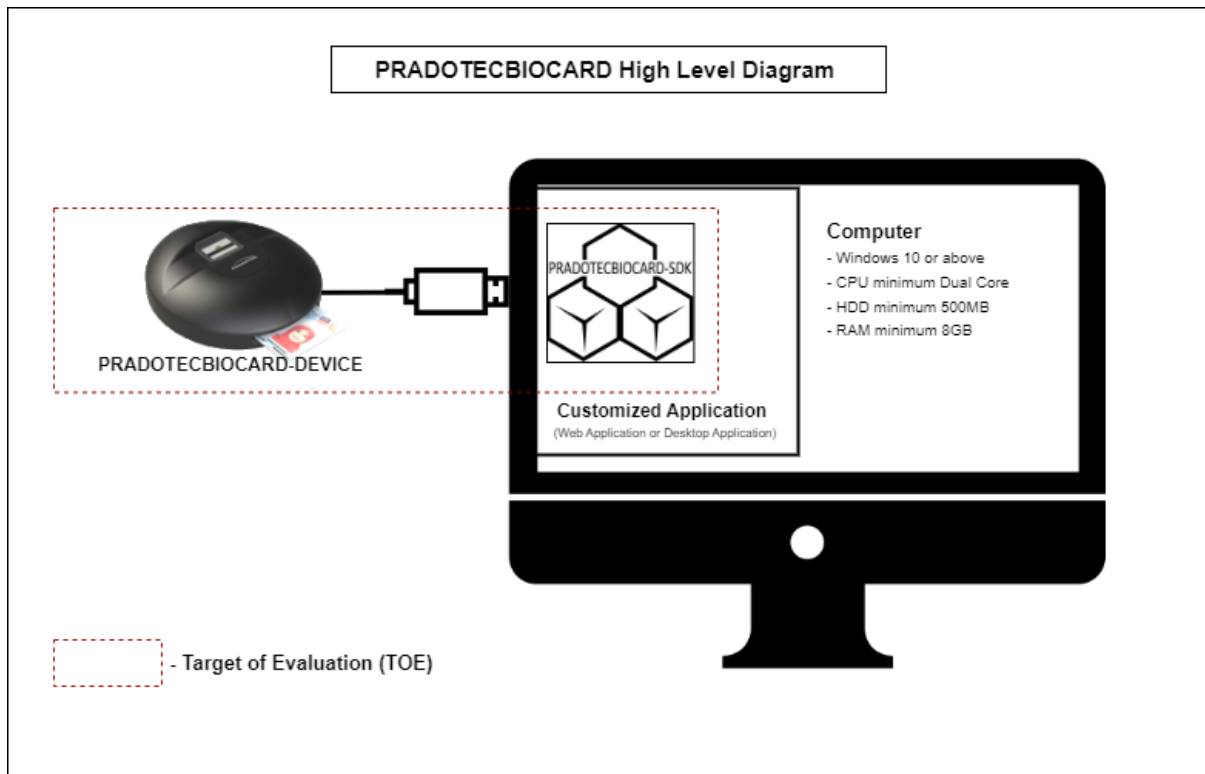 PRADOTECBIOCARD High Level Diagram
PRADOTECBIOCARD-SDK
PRADOTECBIOCARD-DEVICE
Customized Application
(Web Application or Desktop Application)
Computer
- Windows 10 or above
- CPU minimum Dual Core
- HDD minimum 500MB
- RAM minimum 8GB
- Target of Evaluation (TOE)